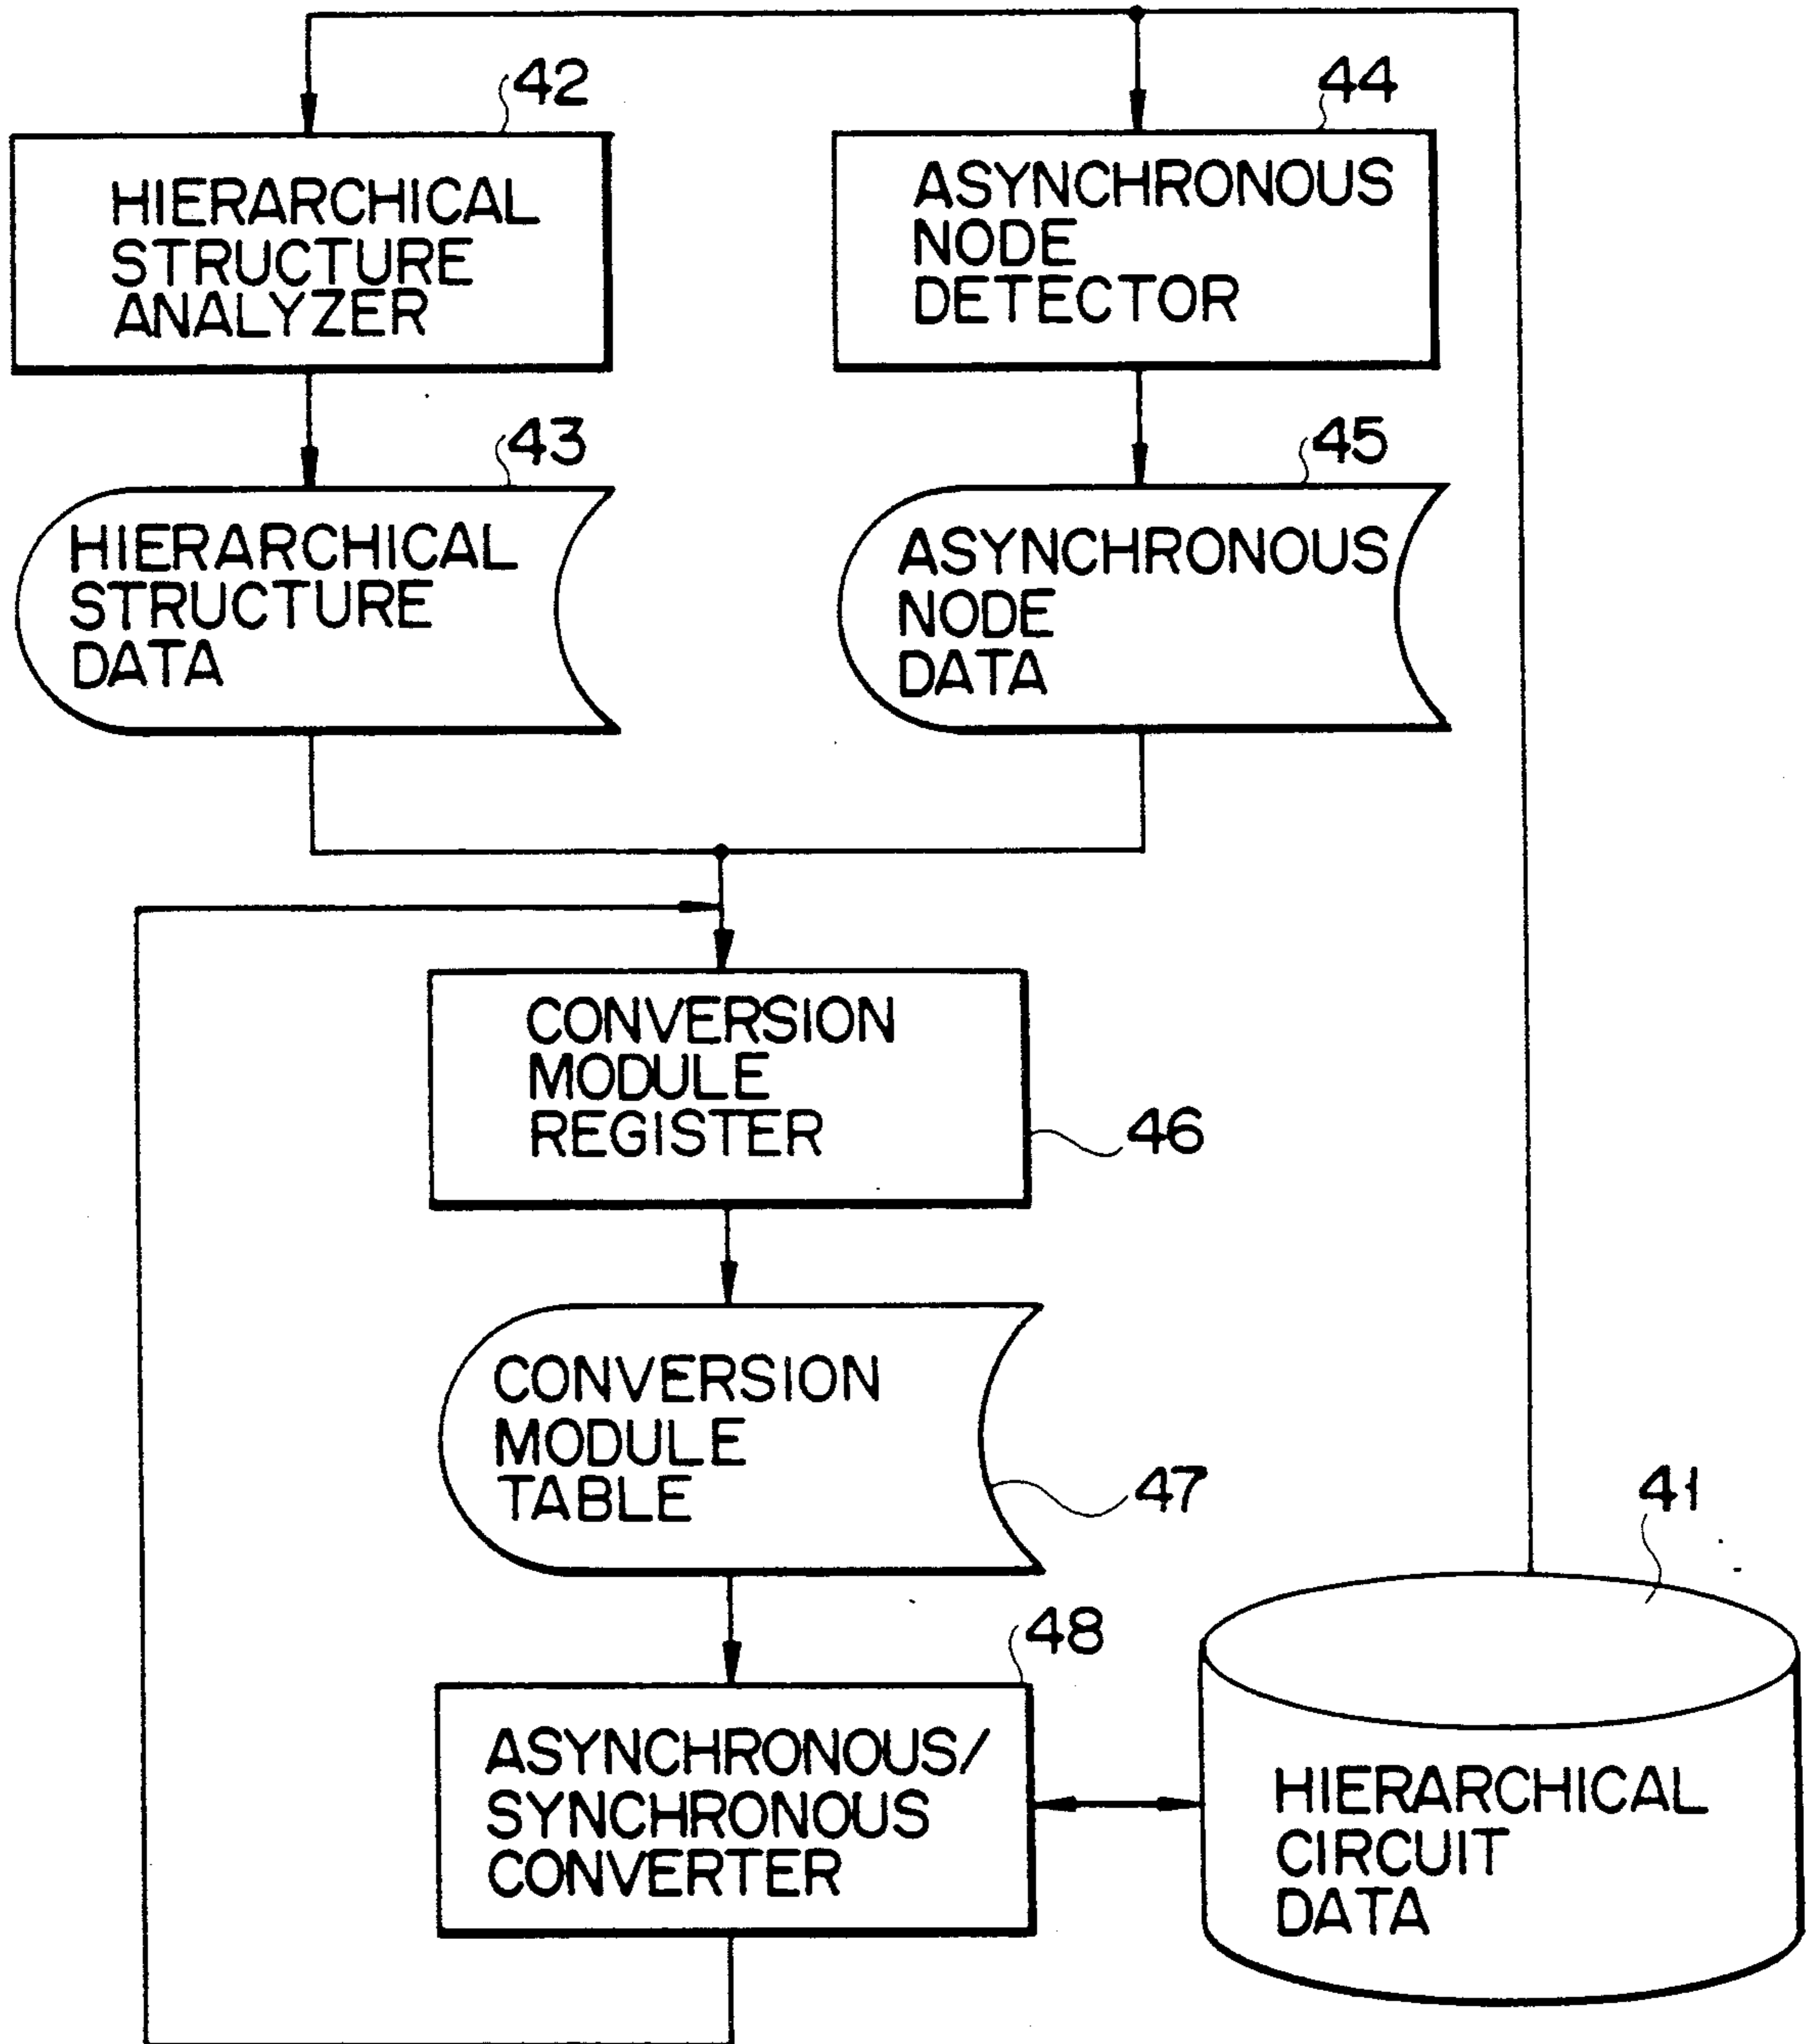 42
HIERARCHICAL
STRUCTURE
ANALYZER
44
ASYNCHRONOUS
NODE
DETECTOR
43
HIERARCHICAL
STRUCTURE
DATA
45
ASYNCHRONOUS
NODE
DATA
CONVERSION
MODULE
REGISTER
46
CONVERSION
MODULE
TABLE
47
48
ASYNCHRONOUS/
SYNCHRONOUS
CONVERTER
41
HIERARCHICAL
CIRCUIT
DATA